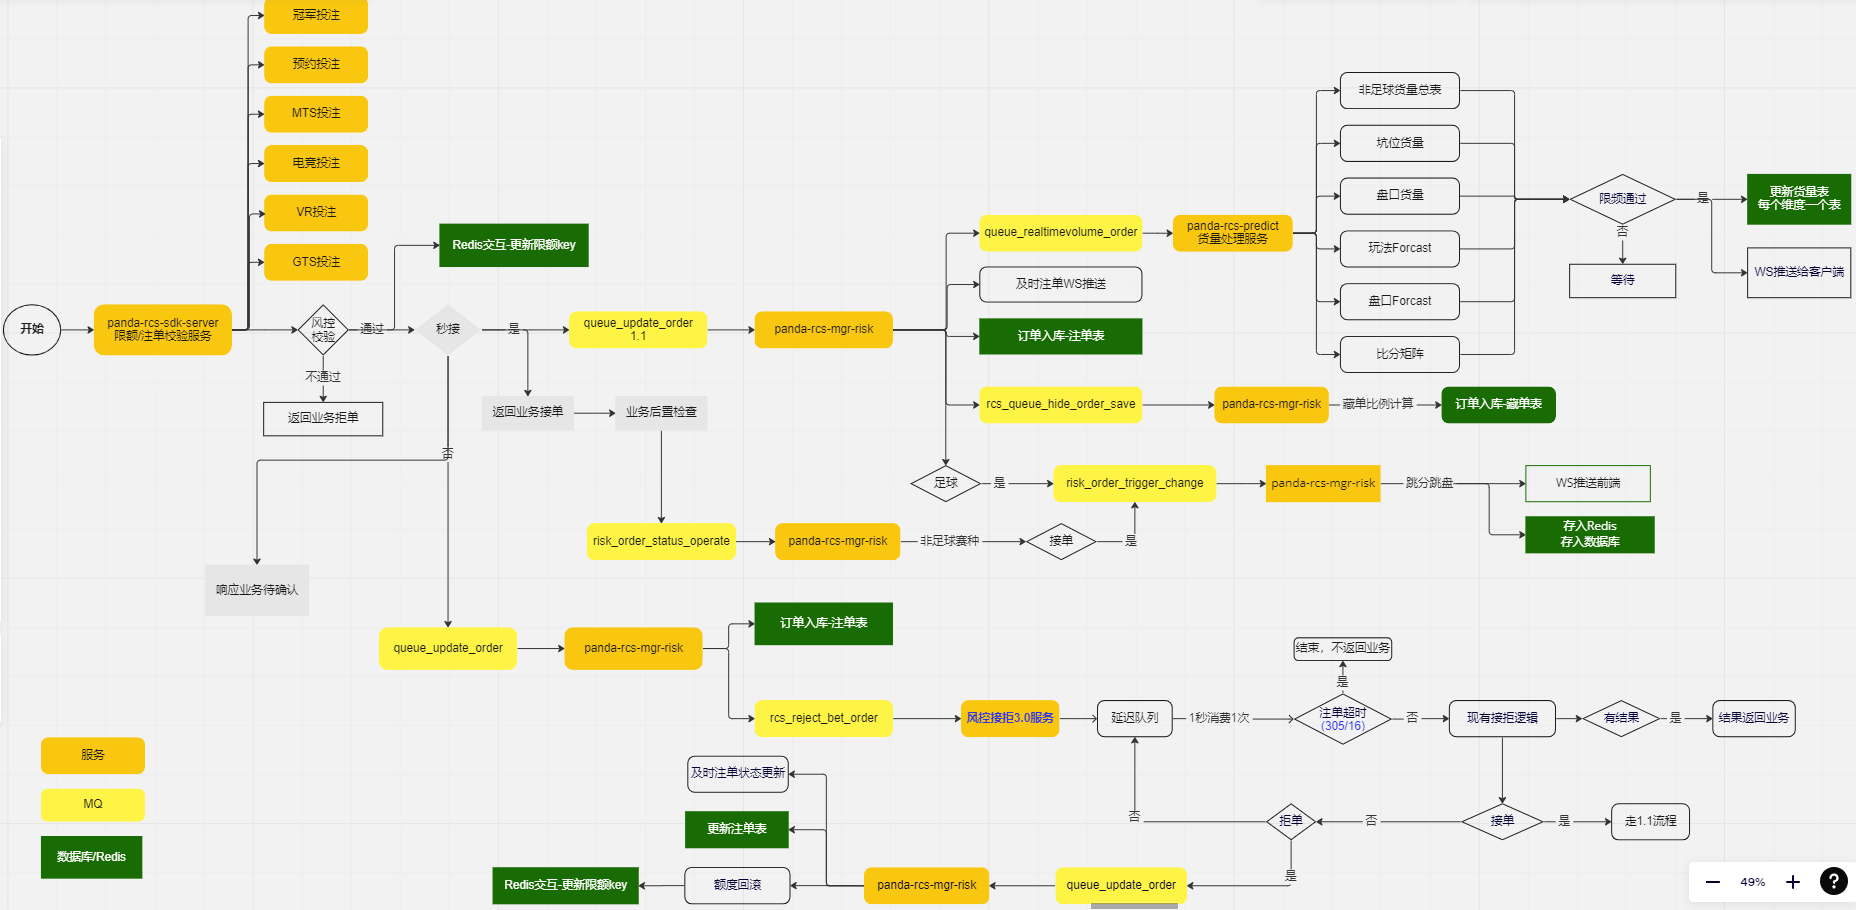 冠军投注
预约投注
MTS投注
电竞投注
VR投注
GTS投注
Redis交互-更新限额key
开始
panda-rcs-sdk-server
限额/注单校验服务
风控
校验
通过
不通过
返回业务拒单
秒接
是
否
queue_update_order
1.1
panda-rcs-mgr-risk
返回业务接单
业务后置检查
响应业务待确认
queue_realtimevolume_order
panda-rcs-predict
货量处理服务
及时注单WS推送
订单入库-注单表
rcs_queue_hide_order_save
panda-rcs-mgr-risk
藏单比例计算
订单入库-藏单表
非足球货量总表
坑位货量
盘口货量
玩法Forcast
盘口Forcast
比分矩阵
限频通过
是
否
等待
更新货量表
每个维度一个表
WS推送给客户端
足球
是
risk_order_trigger_change
panda-rcs-mgr-risk
跳分跳盘
WS推送前端
存入Redis
存入数据库
risk_order_status_operate
panda-rcs-mgr-risk
非足球赛种
接单
是
queue_update_order
panda-rcs-mgr-risk
订单入库-注单表
rcs_reject_bet_order
风控接拒3.0服务
延迟队列
1秒消费1次
注单超时
(305/16)
是
结束，不返回业务
否
现有接拒逻辑
有结果
是
结果返回业务
接单
是
走1.1流程
否
拒单
否
是
queue_update_order
panda-rcs-mgr-risk
及时注单状态更新
更新注单表
额度回滚
Redis交互-更新限额key
服务
MQ
数据库/Redis
49%